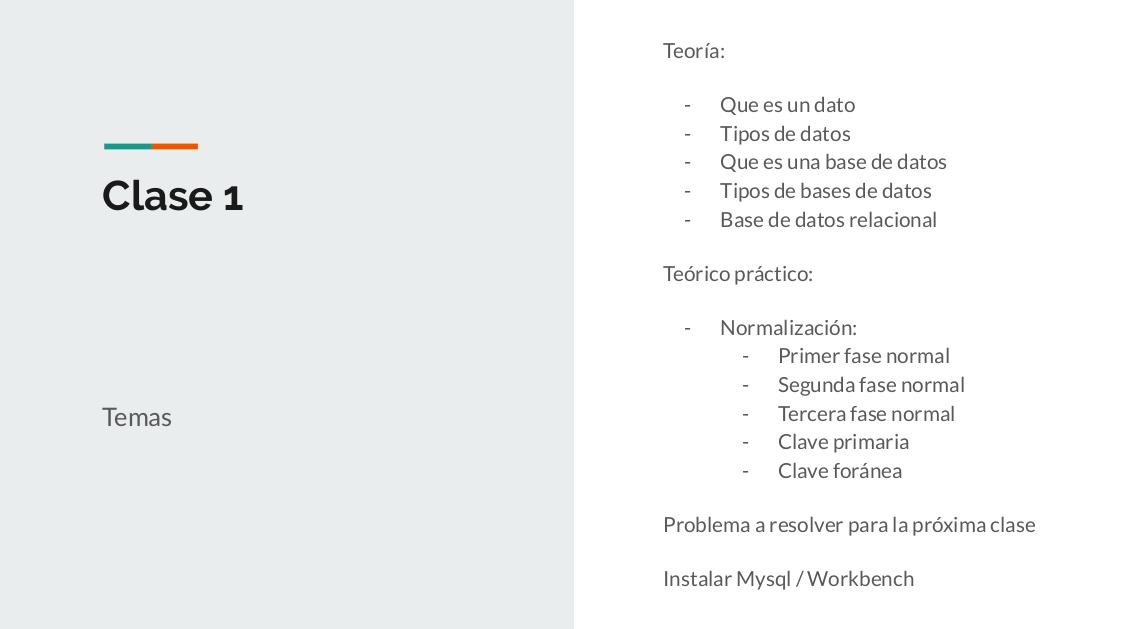 Clase 1
Temas
Teoría:
- Que es un dato
- Tipos de datos
- Que es una base de datos
- Tipos de bases de datos
- Base de datos relacional
Teórico práctico:
- Normalización:
- Primer fase normal
- Segunda fase normal
- Tercera fase normal
- Clave primaria
- Clave foránea
Problema a resolver para la próxima clase
Instalar Mysql / Workbench